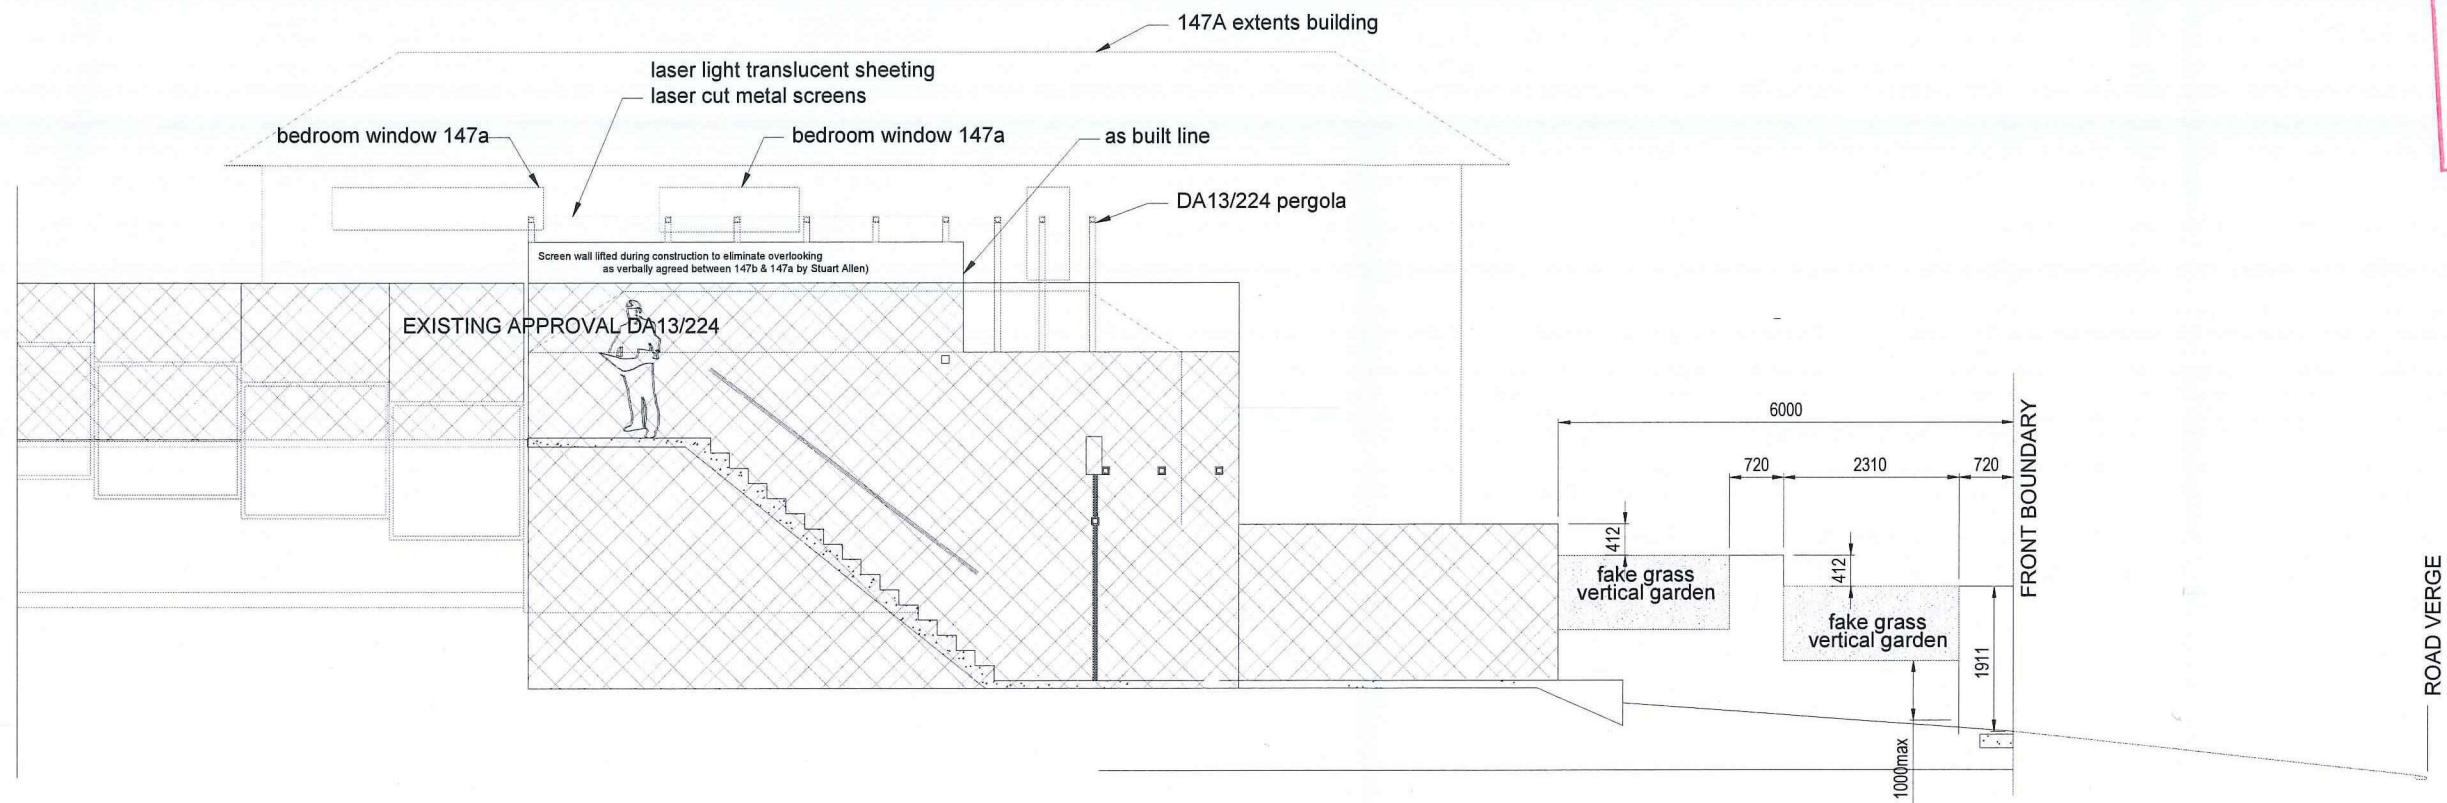 147A extents building
laser light translucent sheeting
laser cut metal screens
bedroom window 147a
bedroom window 147a
as built line
DA13/224 pergola
Screen wall lifted during construction to eliminate overlooking
as verbally agreed between 147b & 147a by Stuart Allen)
EXISTING APPROVAL DA13/224
6000
720
2310
720
412
412
fake grass
vertical garden
fake grass
vertical garden
1911
1000max
FRONT BOUNDARY
ROAD VERGE